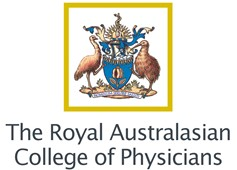 The Royal Australasian
College of Physicians